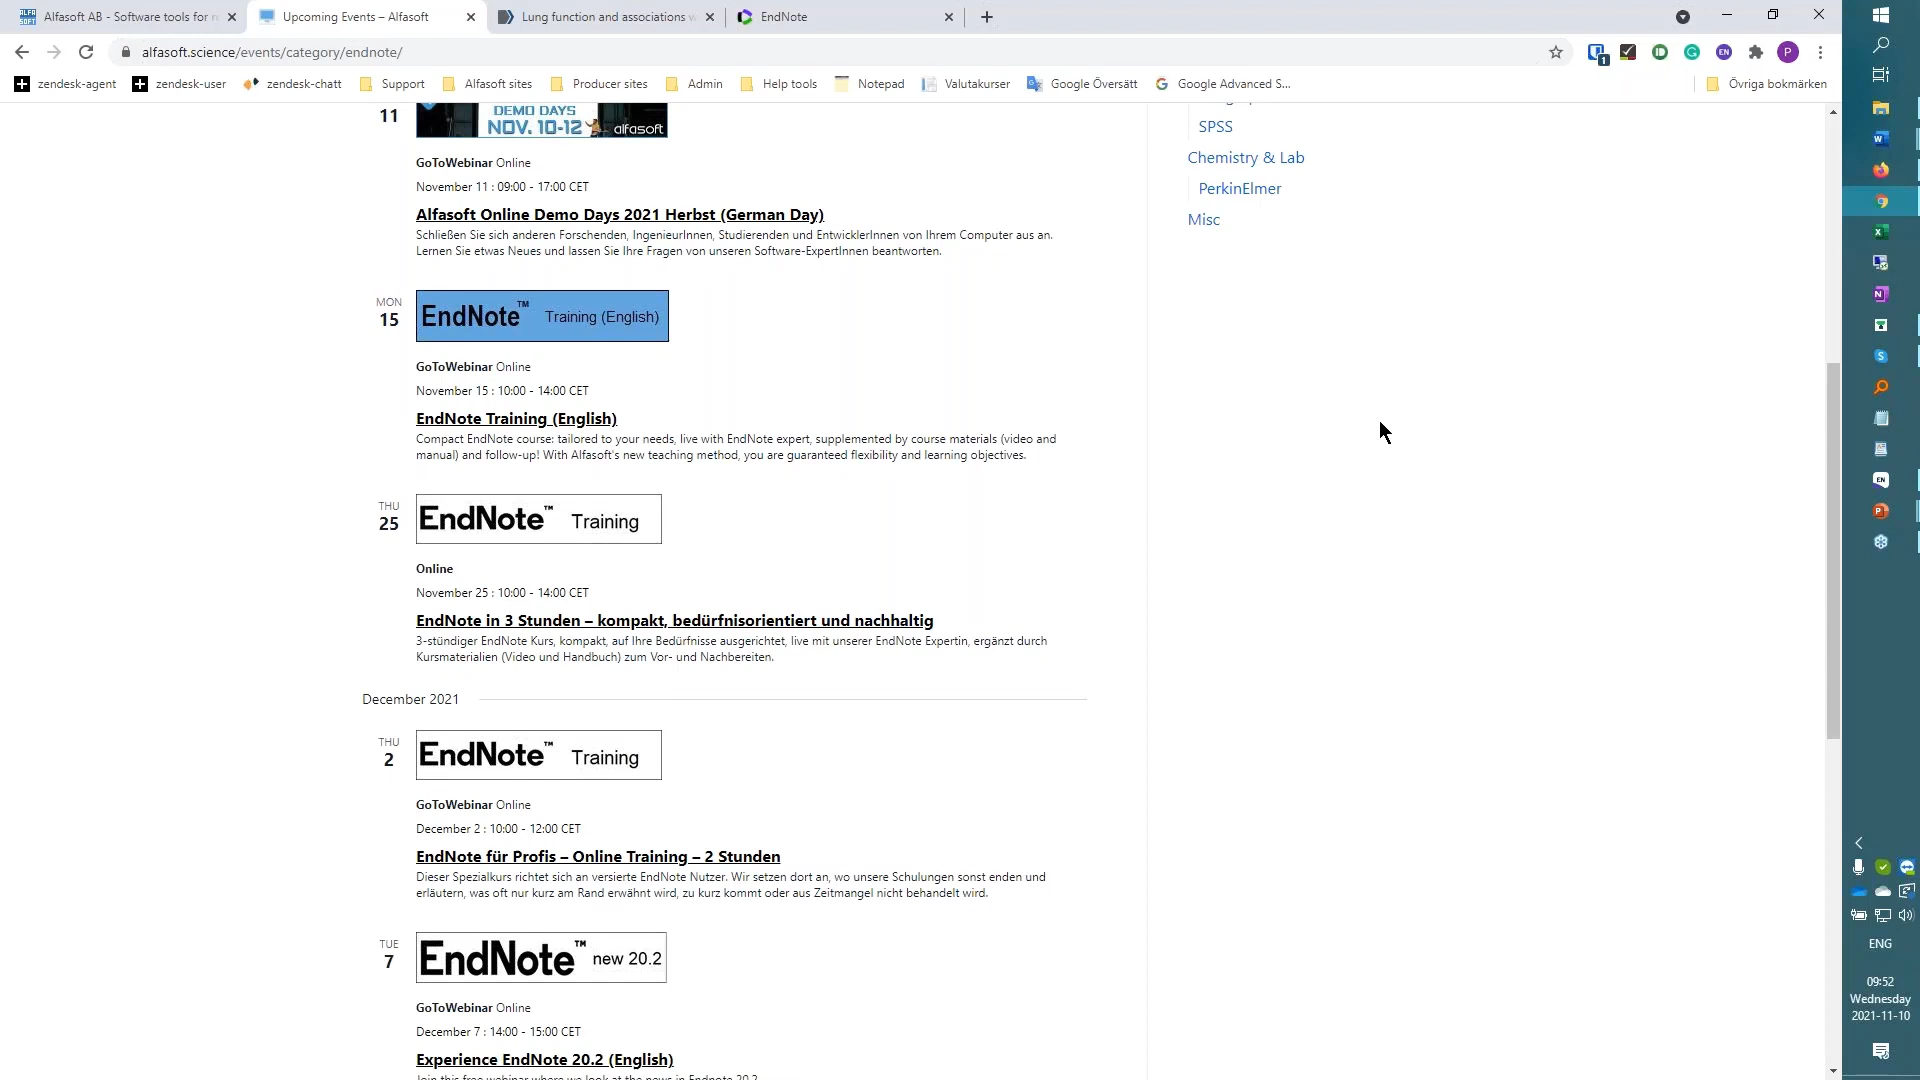 Alfasoft AB - Software tools for
Upcoming Events – Alfasoft
Lung function and associations
EndNote
alfasoft.science/events/category/endnote/
zendesk-agent
zendesk-user
zendesk-chatt
Support
Alfasoft sites
Producer sites
Admin
Help tools
Notepad
Valutakurser
Google Översätt
Google Advanced S...
Övriga bokmärken
11
DEMO DAYS
NOV. 10-12
alfasoft
GoToWebinar Online
November 11 : 09:00 - 17:00 CET
Alfasoft Online Demo Days 2021 Herbst (German Day)
Schließen Sie sich anderen Forschenden, IngenieurInnen, Studierenden und EntwicklerInnen von Ihrem Computer aus an.
Lernen Sie etwas Neues und lassen Sie Ihre Fragen von unseren Software-ExpertInnen beantworten.
MON
15
EndNote™ Training (English)
GoToWebinar Online
November 15 : 10:00 - 14:00 CET
EndNote Training (English)
Compact EndNote course: tailored to your needs, live with EndNote expert, supplemented by course materials (video and
manual) and follow-up! With Alfasoft's new teaching method, you are guaranteed flexibility and learning objectives.
THU
25
EndNote™ Training
Online
November 25 : 10:00 - 14:00 CET
EndNote in 3 Stunden – kompakt, bedürfnisorientiert und nachhaltig
3-stündiger EndNote Kurs, kompakt, auf Ihre Bedürfnisse ausgerichtet, live mit unserer EndNote Expertin, ergänzt durch
Kursmaterialien (Video und Handbuch) zum Vor- und Nachbereiten.
December 2021
THU
2
EndNote™ Training
GoToWebinar Online
December 2 : 10:00 - 12:00 CET
EndNote für Profis – Online Training – 2 Stunden
Dieser Spezialkurs richtet sich an versierte EndNote Nutzer. Wir setzen dort an, wo unsere Schulungen sonst enden und
erläutern, was oft nur kurz am Rand erwähnt wird, zu kurz kommt oder aus Zeitmangel nicht behandelt wird.
TUE
7
EndNote™ new 20.2
GoToWebinar Online
December 7 : 14:00 - 15:00 CET
Experience EndNote 20.2 (English)
Join this free webinar where we look at the news in Endnote 20.2
SPSS
Chemistry & Lab
PerkinElmer
Misc
ENG
09:52
Wednesday
2021-11-10